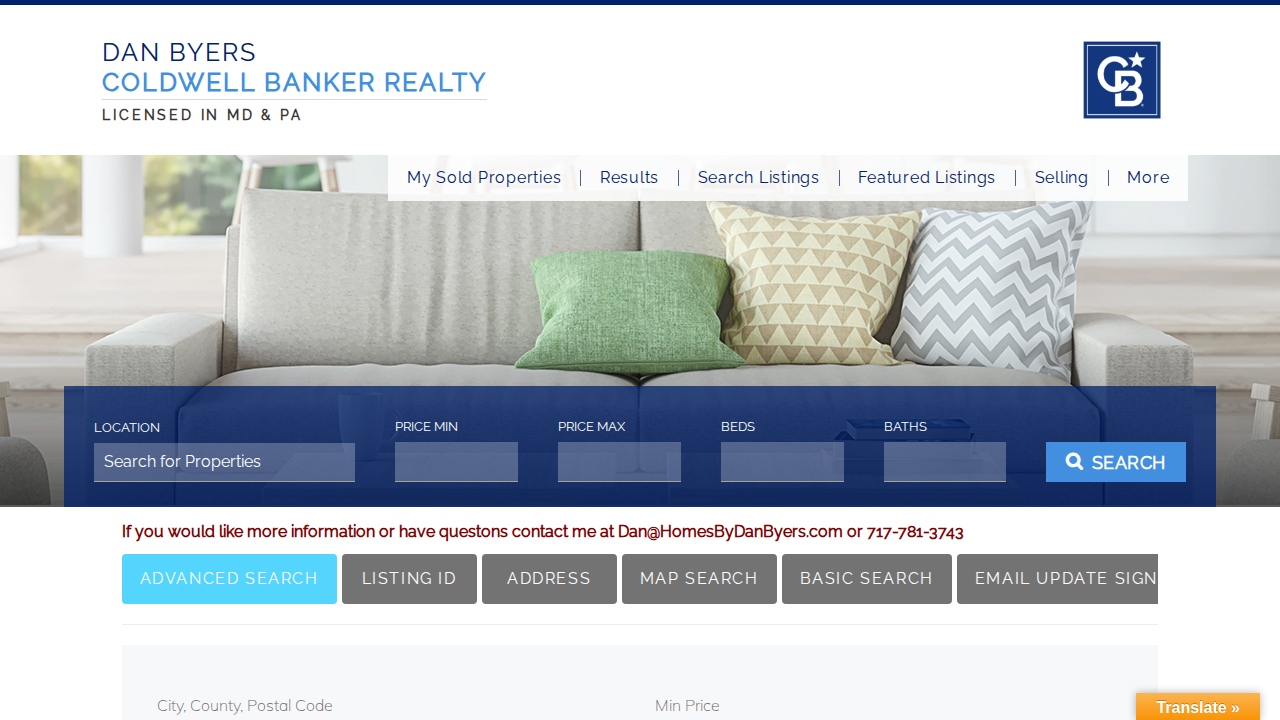 DAN BYERS
COLDWELL BANKER REALTY
LICENSED IN MD & PA
CB
My Sold Properties | Results | Search Listings | Featured Listings | Selling | More
LOCATION PRICE MIN PRICE MAX BEDS BATHS
Search for Properties SEARCH
If you would like more information or have questons contact me at Dan@HomesByDanByers.com or 717-781-3743
ADVANCED SEARCH LISTING ID ADDRESS MAP SEARCH BASIC SEARCH EMAIL UPDATE SIGN
City, County, Postal Code Min Price
Translate »